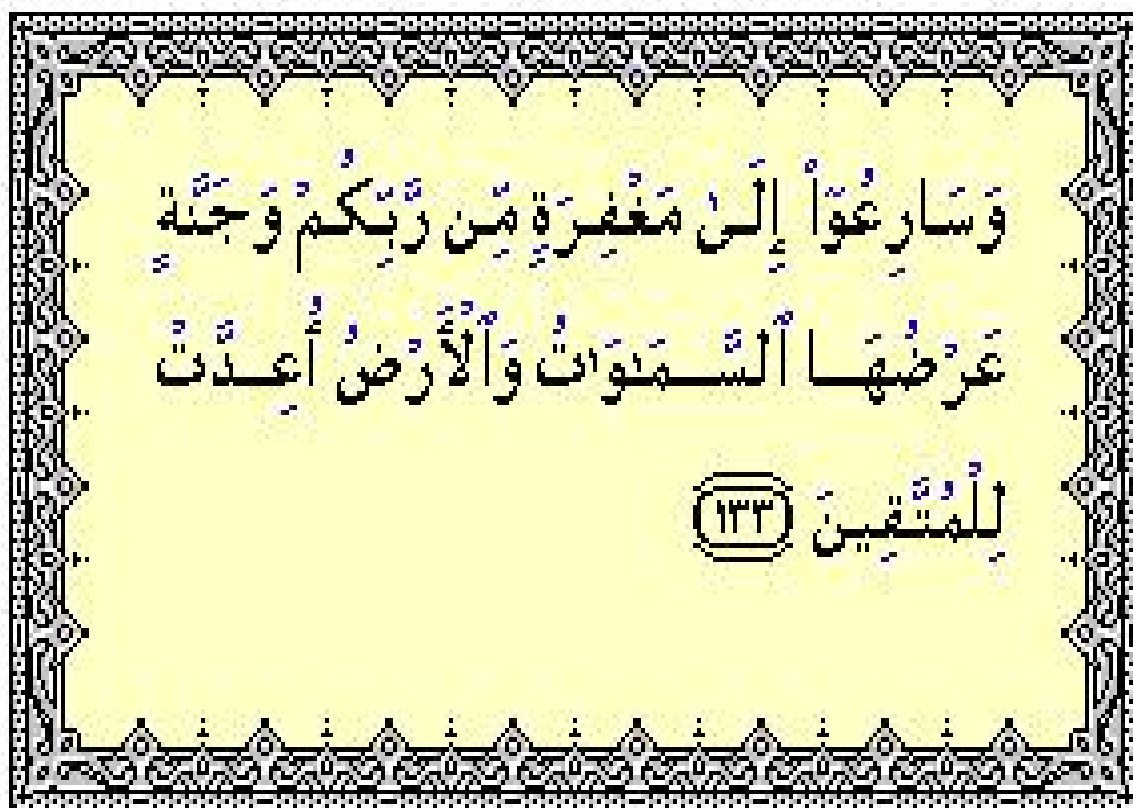 وَسَارِعُوٓا۟ إِلَىٰ مَغْفِرَةٍ مِّن رَّبِّكُمْ وَجَنَّةٍ
عَرْضُهَا ٱلسَّمَـٰوَٰتُ وَٱلْأَرْضُ أُعِدَّتْ
لِلْمُتَّقِينَ ١٣٣